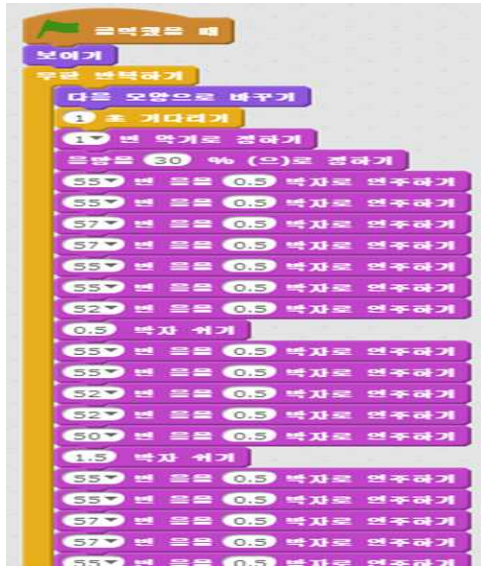 클릭했을 때
보이기
무한 반복하기
다음 모양으로 바꾸기
1 초 기다리기
1 번 악기로 정하기
음량을 30 % (으)로 정하기
55 번 음을 0.5 박자로 연주하기
55 번 음을 0.5 박자로 연주하기
57 번 음을 0.5 박자로 연주하기
57 번 음을 0.5 박자로 연주하기
55 번 음을 0.5 박자로 연주하기
55 번 음을 0.5 박자로 연주하기
52 번 음을 0.5 박자로 연주하기
0.5 박자 쉬기
55 번 음을 0.5 박자로 연주하기
55 번 음을 0.5 박자로 연주하기
52 번 음을 0.5 박자로 연주하기
52 번 음을 0.5 박자로 연주하기
50 번 음을 0.5 박자로 연주하기
1.5 박자 쉬기
55 번 음을 0.5 박자로 연주하기
55 번 음을 0.5 박자로 연주하기
57 번 음을 0.5 박자로 연주하기
57 번 음을 0.5 박자로 연주하기
55 번 음을 0.5 박자로 연주하기